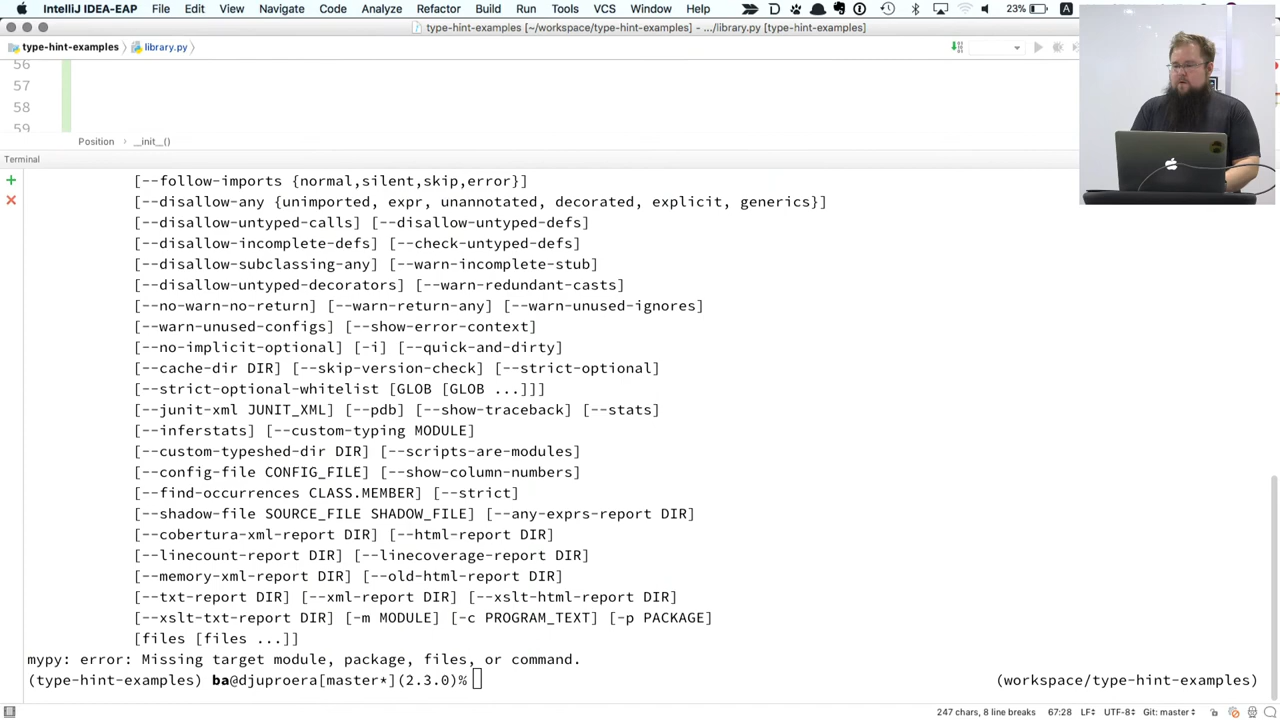 IntelliJ IDEA-EAP File Edit View Navigate Code Analyze Refactor Build Run Tools VCS Window Help 23%
type-hint-examples [~/workspace/type-hint-examples] - .../library.py [type-hint-examples]
type-hint-examples library.py
56
57
58
59
Position › __init__()
Terminal
[--follow-imports {normal,silent,skip,error}]
[--disallow-any {unimported, expr, unannotated, decorated, explicit, generics}]
[--disallow-untyped-calls] [--disallow-untyped-defs]
[--disallow-incomplete-defs] [--check-untyped-defs]
[--disallow-subclassing-any] [--warn-incomplete-stub]
[--disallow-untyped-decorators] [--warn-redundant-casts]
[--no-warn-no-return] [--warn-return-any] [--warn-unused-ignores]
[--warn-unused-configs] [--show-error-context]
[--no-implicit-optional] [-i] [--quick-and-dirty]
[--cache-dir DIR] [--skip-version-check] [--strict-optional]
[--strict-optional-whitelist [GLOB [GLOB ...]]]
[--junit-xml JUNIT_XML] [--pdb] [--show-traceback] [--stats]
[--inferstats] [--custom-typing MODULE]
[--custom-typeshed-dir DIR] [--scripts-are-modules]
[--config-file CONFIG_FILE] [--show-column-numbers]
[--find-occurrences CLASS.MEMBER] [--strict]
[--shadow-file SOURCE_FILE SHADOW_FILE] [--any-exprs-report DIR]
[--cobertura-xml-report DIR] [--html-report DIR]
[--linecount-report DIR] [--linecoverage-report DIR]
[--memory-xml-report DIR] [--old-html-report DIR]
[--txt-report DIR] [--xml-report DIR] [--xslt-html-report DIR]
[--xslt-txt-report DIR] [-m MODULE] [-c PROGRAM_TEXT] [-p PACKAGE]
[files [files ...]]
mypy: error: Missing target module, package, files, or command.
(type-hint-examples) ba@djuproera[master*](2.3.0)% (workspace/type-hint-examples)
247 chars, 8 line breaks 67:28 LF÷ UTF-8÷ Git: master÷